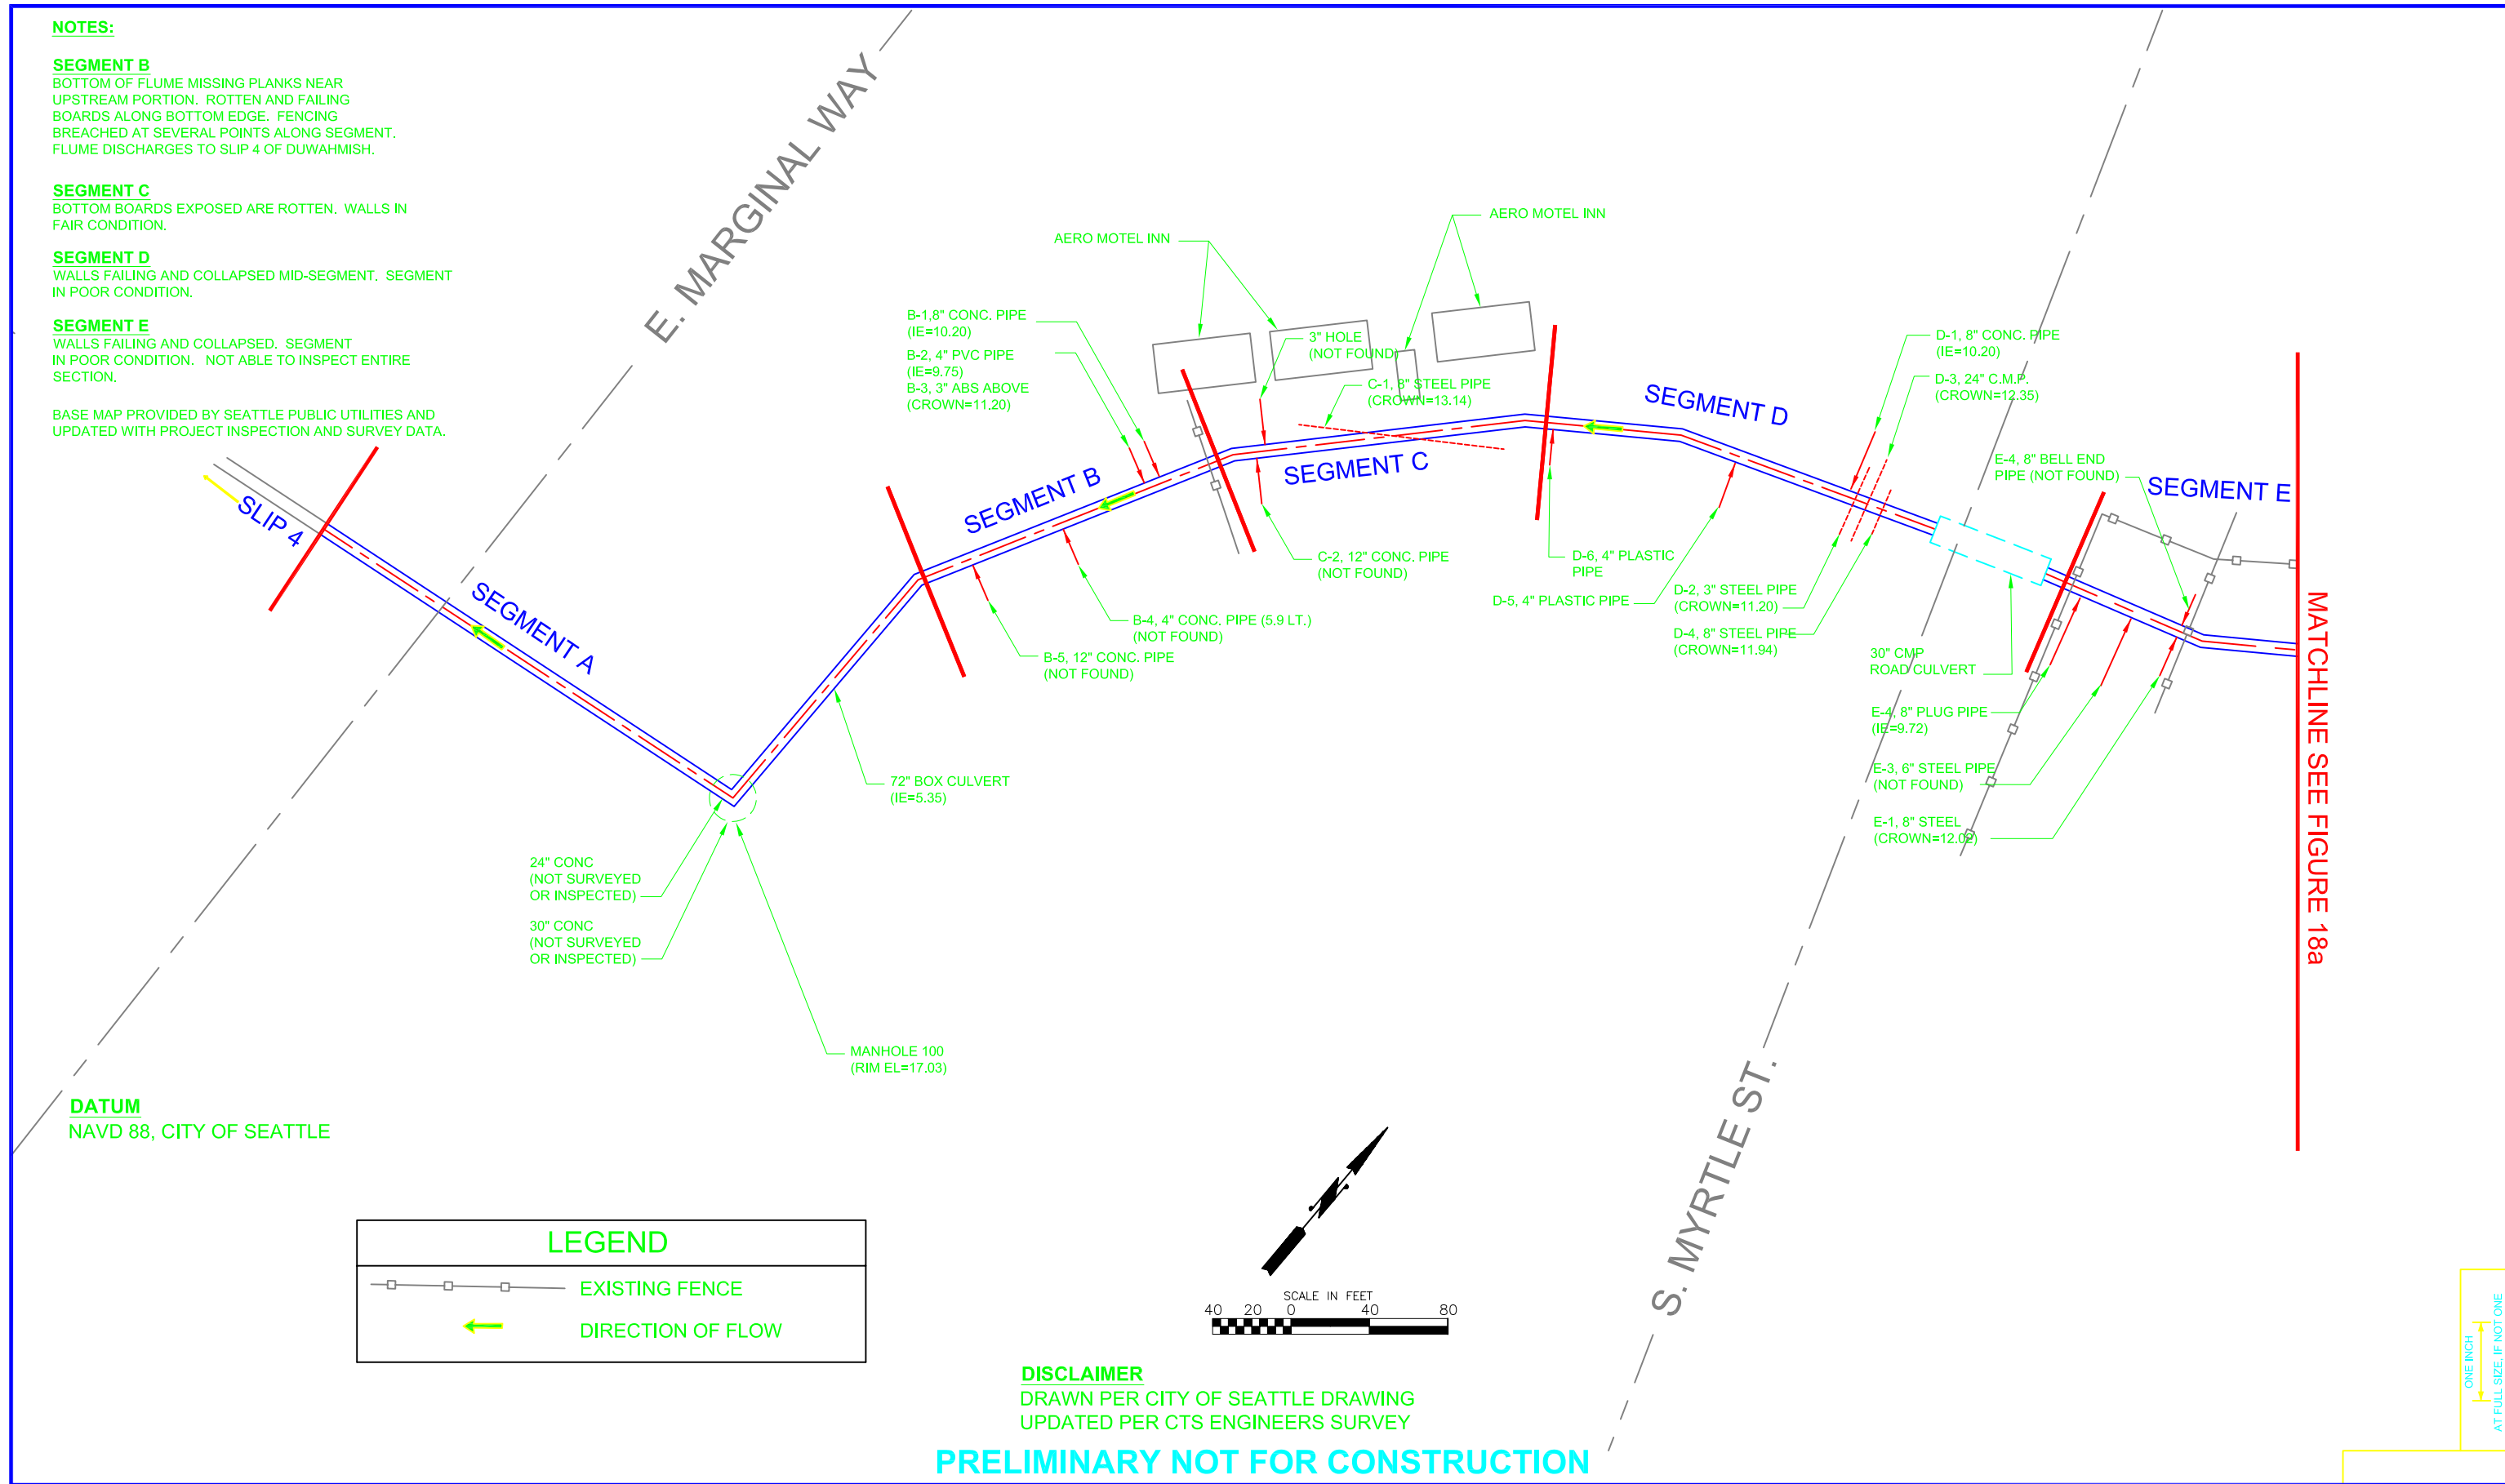 NOTES:
SEGMENT B
BOTTOM OF FLUME MISSING PLANKS NEAR
UPSTREAM PORTION. ROTTEN AND FAILING
BOARDS ALONG BOTTOM EDGE. FENCING
BREACHED AT SEVERAL POINTS ALONG SEGMENT.
FLUME DISCHARGES TO SLIP 4 OF DUWAHMISH.
SEGMENT C
BOTTOM BOARDS EXPOSED ARE ROTTEN. WALLS IN
FAIR CONDITION.
SEGMENT D
WALLS FAILING AND COLLAPSED MID-SEGMENT. SEGMENT
IN POOR CONDITION.
SEGMENT E
WALLS FAILING AND COLLAPSED. SEGMENT
IN POOR CONDITION. NOT ABLE TO INSPECT ENTIRE
SECTION.
BASE MAP PROVIDED BY SEATTLE PUBLIC UTILITIES AND
UPDATED WITH PROJECT INSPECTION AND SURVEY DATA.
E. MARGINAL WAY
AERO MOTEL INN
AERO MOTEL INN
B-1,8" CONC. PIPE
(IE=10.20)
B-2, 4" PVC PIPE
(IE=9.75)
B-3, 3" ABS ABOVE
(CROWN=11.20)
3" HOLE
(NOT FOUND)
C-1, 8" STEEL PIPE
(CROWN=13.14)
SEGMENT D
D-1, 8" CONC. PIPE
(IE=10.20)
D-3, 24" C.M.P.
(CROWN=12.35)
E-4, 8" BELL END
PIPE (NOT FOUND)
SEGMENT E
SLIP 4
SEGMENT A
SEGMENT B
SEGMENT C
C-2, 12" CONC. PIPE
(NOT FOUND)
D-6, 4" PLASTIC
PIPE
D-5, 4" PLASTIC PIPE
D-2, 3" STEEL PIPE
(CROWN=11.20)
D-4, 8" STEEL PIPE
(CROWN=11.94)
B-4, 4" CONC. PIPE (5.9 LT.)
(NOT FOUND)
B-5, 12" CONC. PIPE
(NOT FOUND)
30" CMP
ROAD CULVERT
E-4, 8" PLUG PIPE
(IE=9.72)
E-3, 6" STEEL PIPE
(NOT FOUND)
E-1, 8" STEEL
(CROWN=12.02)
MATCHLINE SEE FIGURE 18a
72" BOX CULVERT
(IE=5.35)
24" CONC
(NOT SURVEYED
OR INSPECTED)
30" CONC
(NOT SURVEYED
OR INSPECTED)
MANHOLE 100
(RIM EL=17.03)
S. MYRTLE ST.
DATUM
NAVD 88, CITY OF SEATTLE
LEGEND
EXISTING FENCE
DIRECTION OF FLOW
N
SCALE IN FEET
40 20 0 40 80
DISCLAIMER
DRAWN PER CITY OF SEATTLE DRAWING
UPDATED PER CTS ENGINEERS SURVEY
PRELIMINARY NOT FOR CONSTRUCTION
ONE INCH
AT FULL SIZE, IF NOT ONE